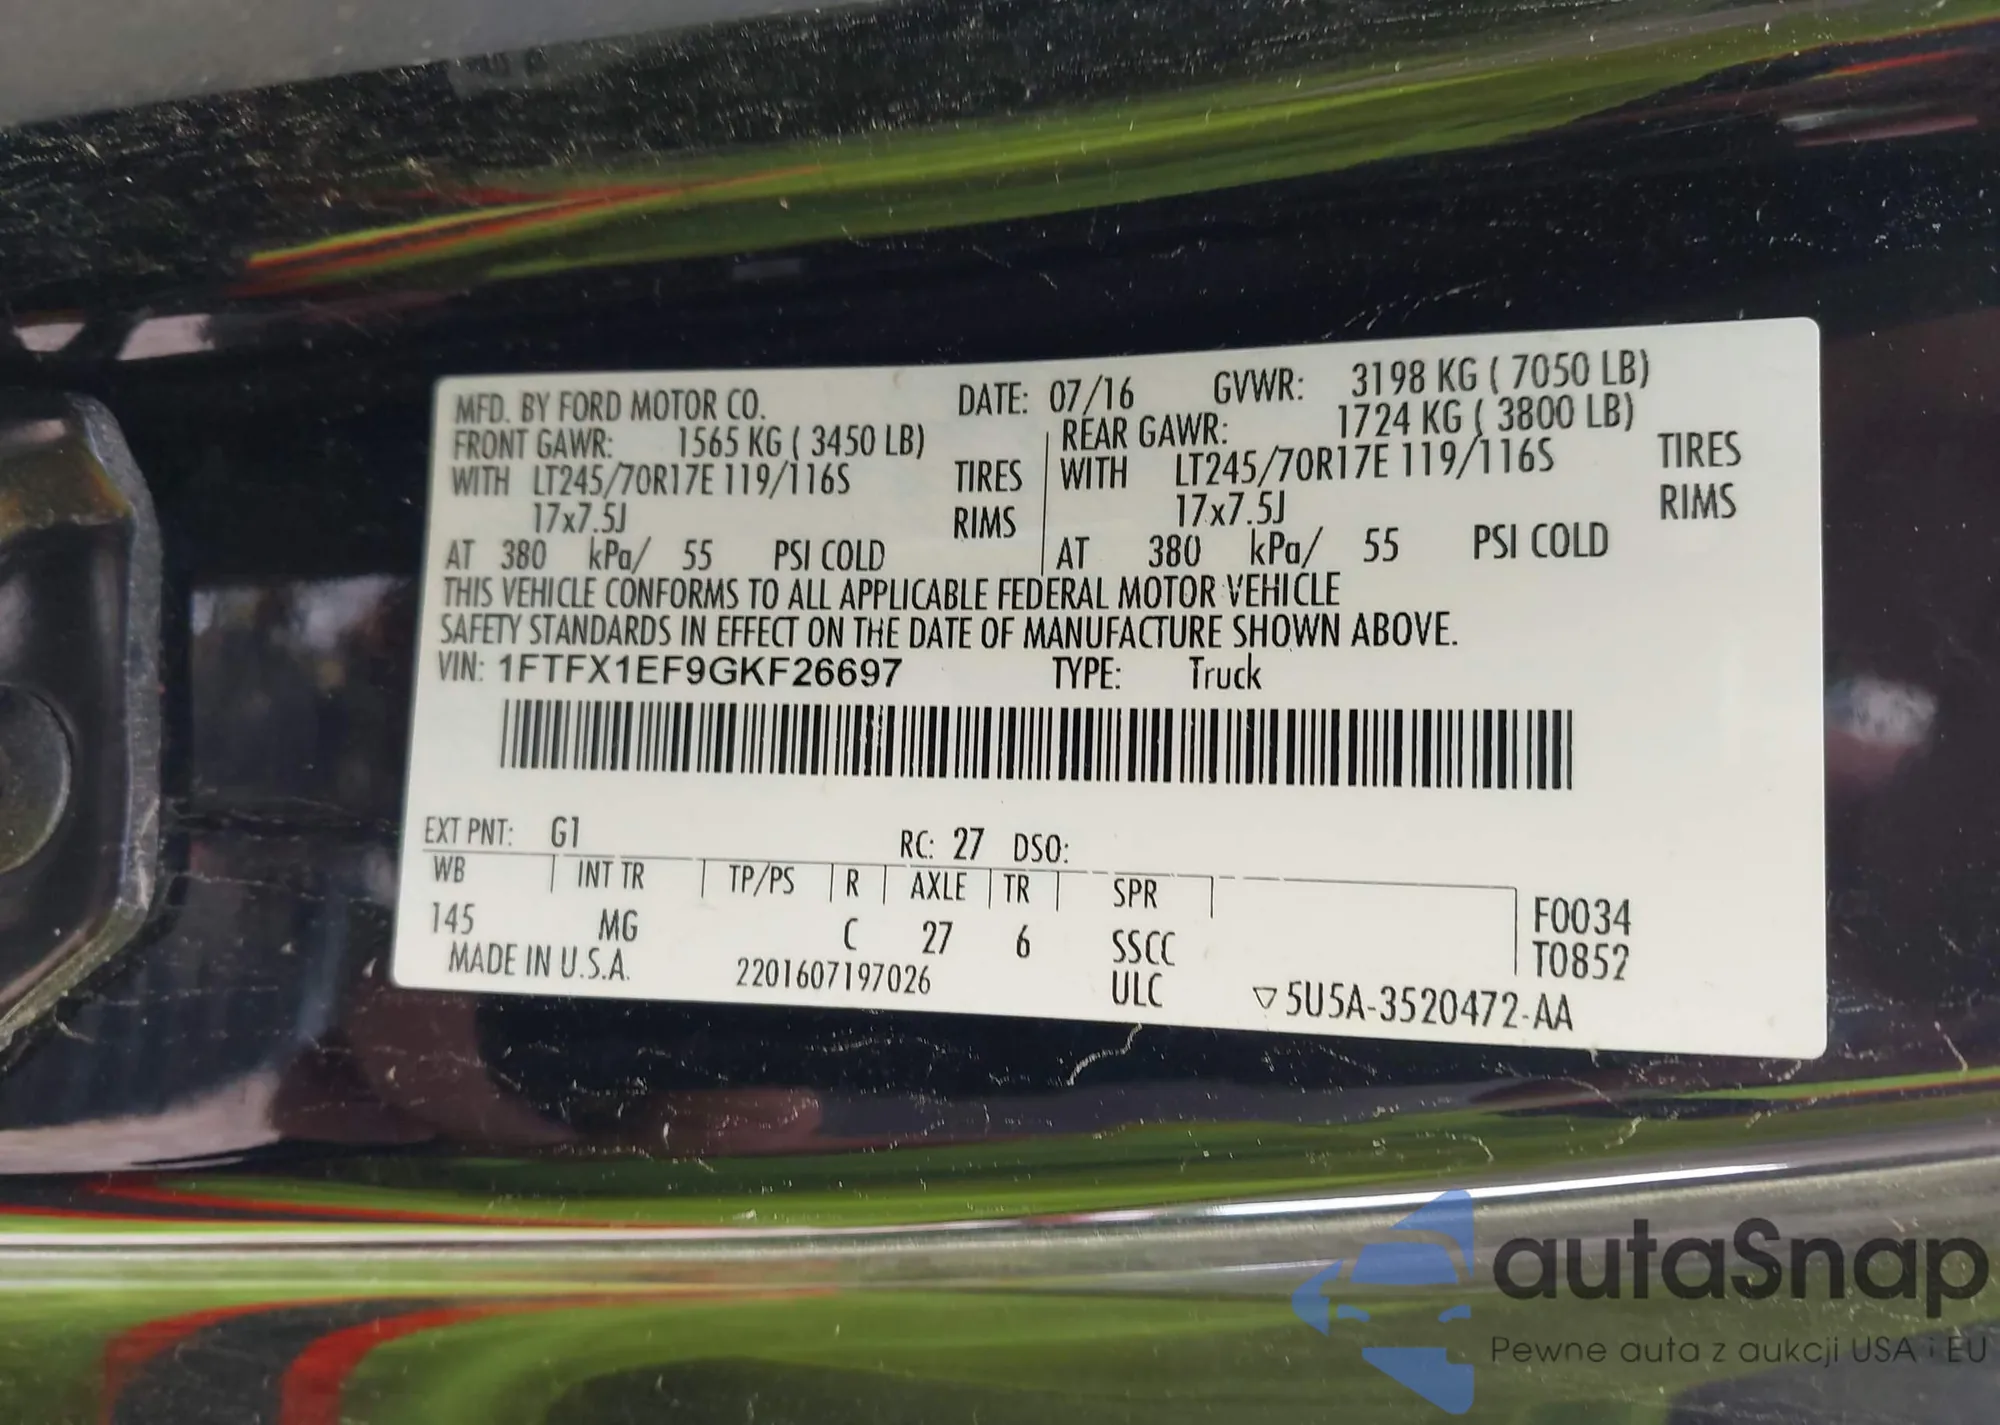 MFD. BY FORD MOTOR CO. DATE: 07/16 GVWR: 3198 KG ( 7050 LB)
FRONT GAWR: 1565 KG ( 3450 LB) REAR GAWR: 1724 KG ( 3800 LB)
WITH LT245/70R17E 119/116S TIRES WITH LT245/70R17E 119/116S TIRES
17x7.5J RIMS 17x7.5J RIMS
AT 380 kPa/ 55 PSI COLD AT 380 kPa/ 55 PSI COLD
THIS VEHICLE CONFORMS TO ALL APPLICABLE FEDERAL MOTOR VEHICLE
SAFETY STANDARDS IN EFFECT ON THE DATE OF MANUFACTURE SHOWN ABOVE.
VIN: 1FTFX1EF9GKF26697 TYPE: Truck
EXT PNT: G1 RC: 27 DSO:
WB INT TR TP/PS R AXLE TR SPR
145 MG C 27 6 SSCC F0034
T0852
MADE IN U.S.A. 2201607197026 ULC ▽5U5A-3520472-AA
autaSnap
Pewne auta z aukcji USA i EU